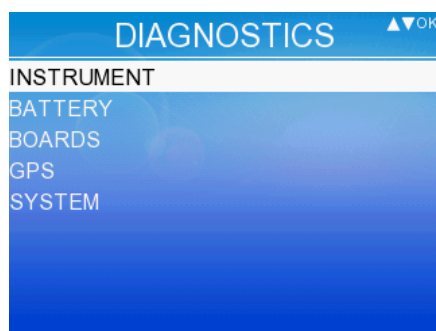 DIAGNOSTICS ▲▼OK
INSTRUMENT
BATTERY
BOARDS
GPS
SYSTEM